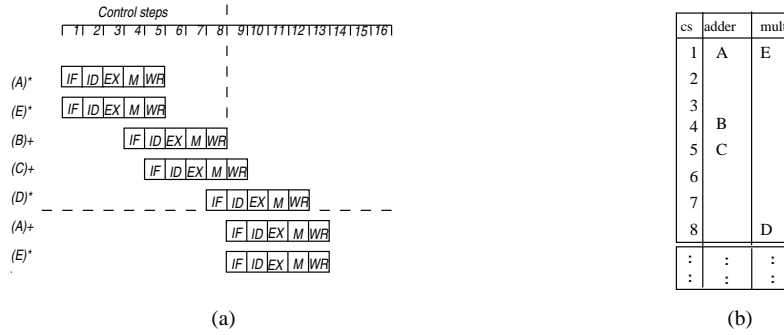 Control steps
1 2 3 4 5 6 7 8 9 10 11 12 13 14 15 16
(A)* IF ID EX M WR
(E)* IF ID EX M WR
(B)+ IF ID EX M WR
(C)+ IF ID EX M WR
(D)* IF ID EX M WR
(A)+ IF ID EX M WR
(E)* IF ID EX M WR
(a)
cs adder mult
1 A E
2
3
4 B
5 C
6
7
8 D
: : :
: : :
(b)